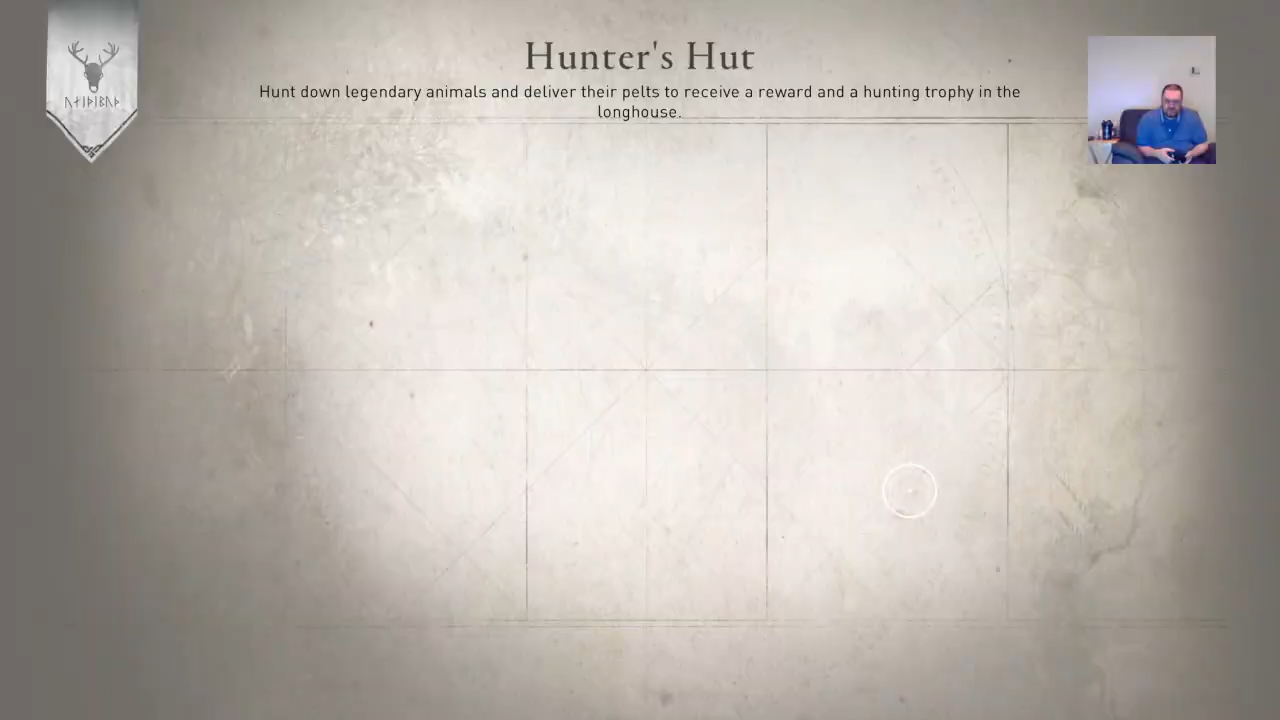 Hunter's Hut
Hunt down legendary animals and deliver their pelts to receive a reward and a hunting trophy in the
longhouse.